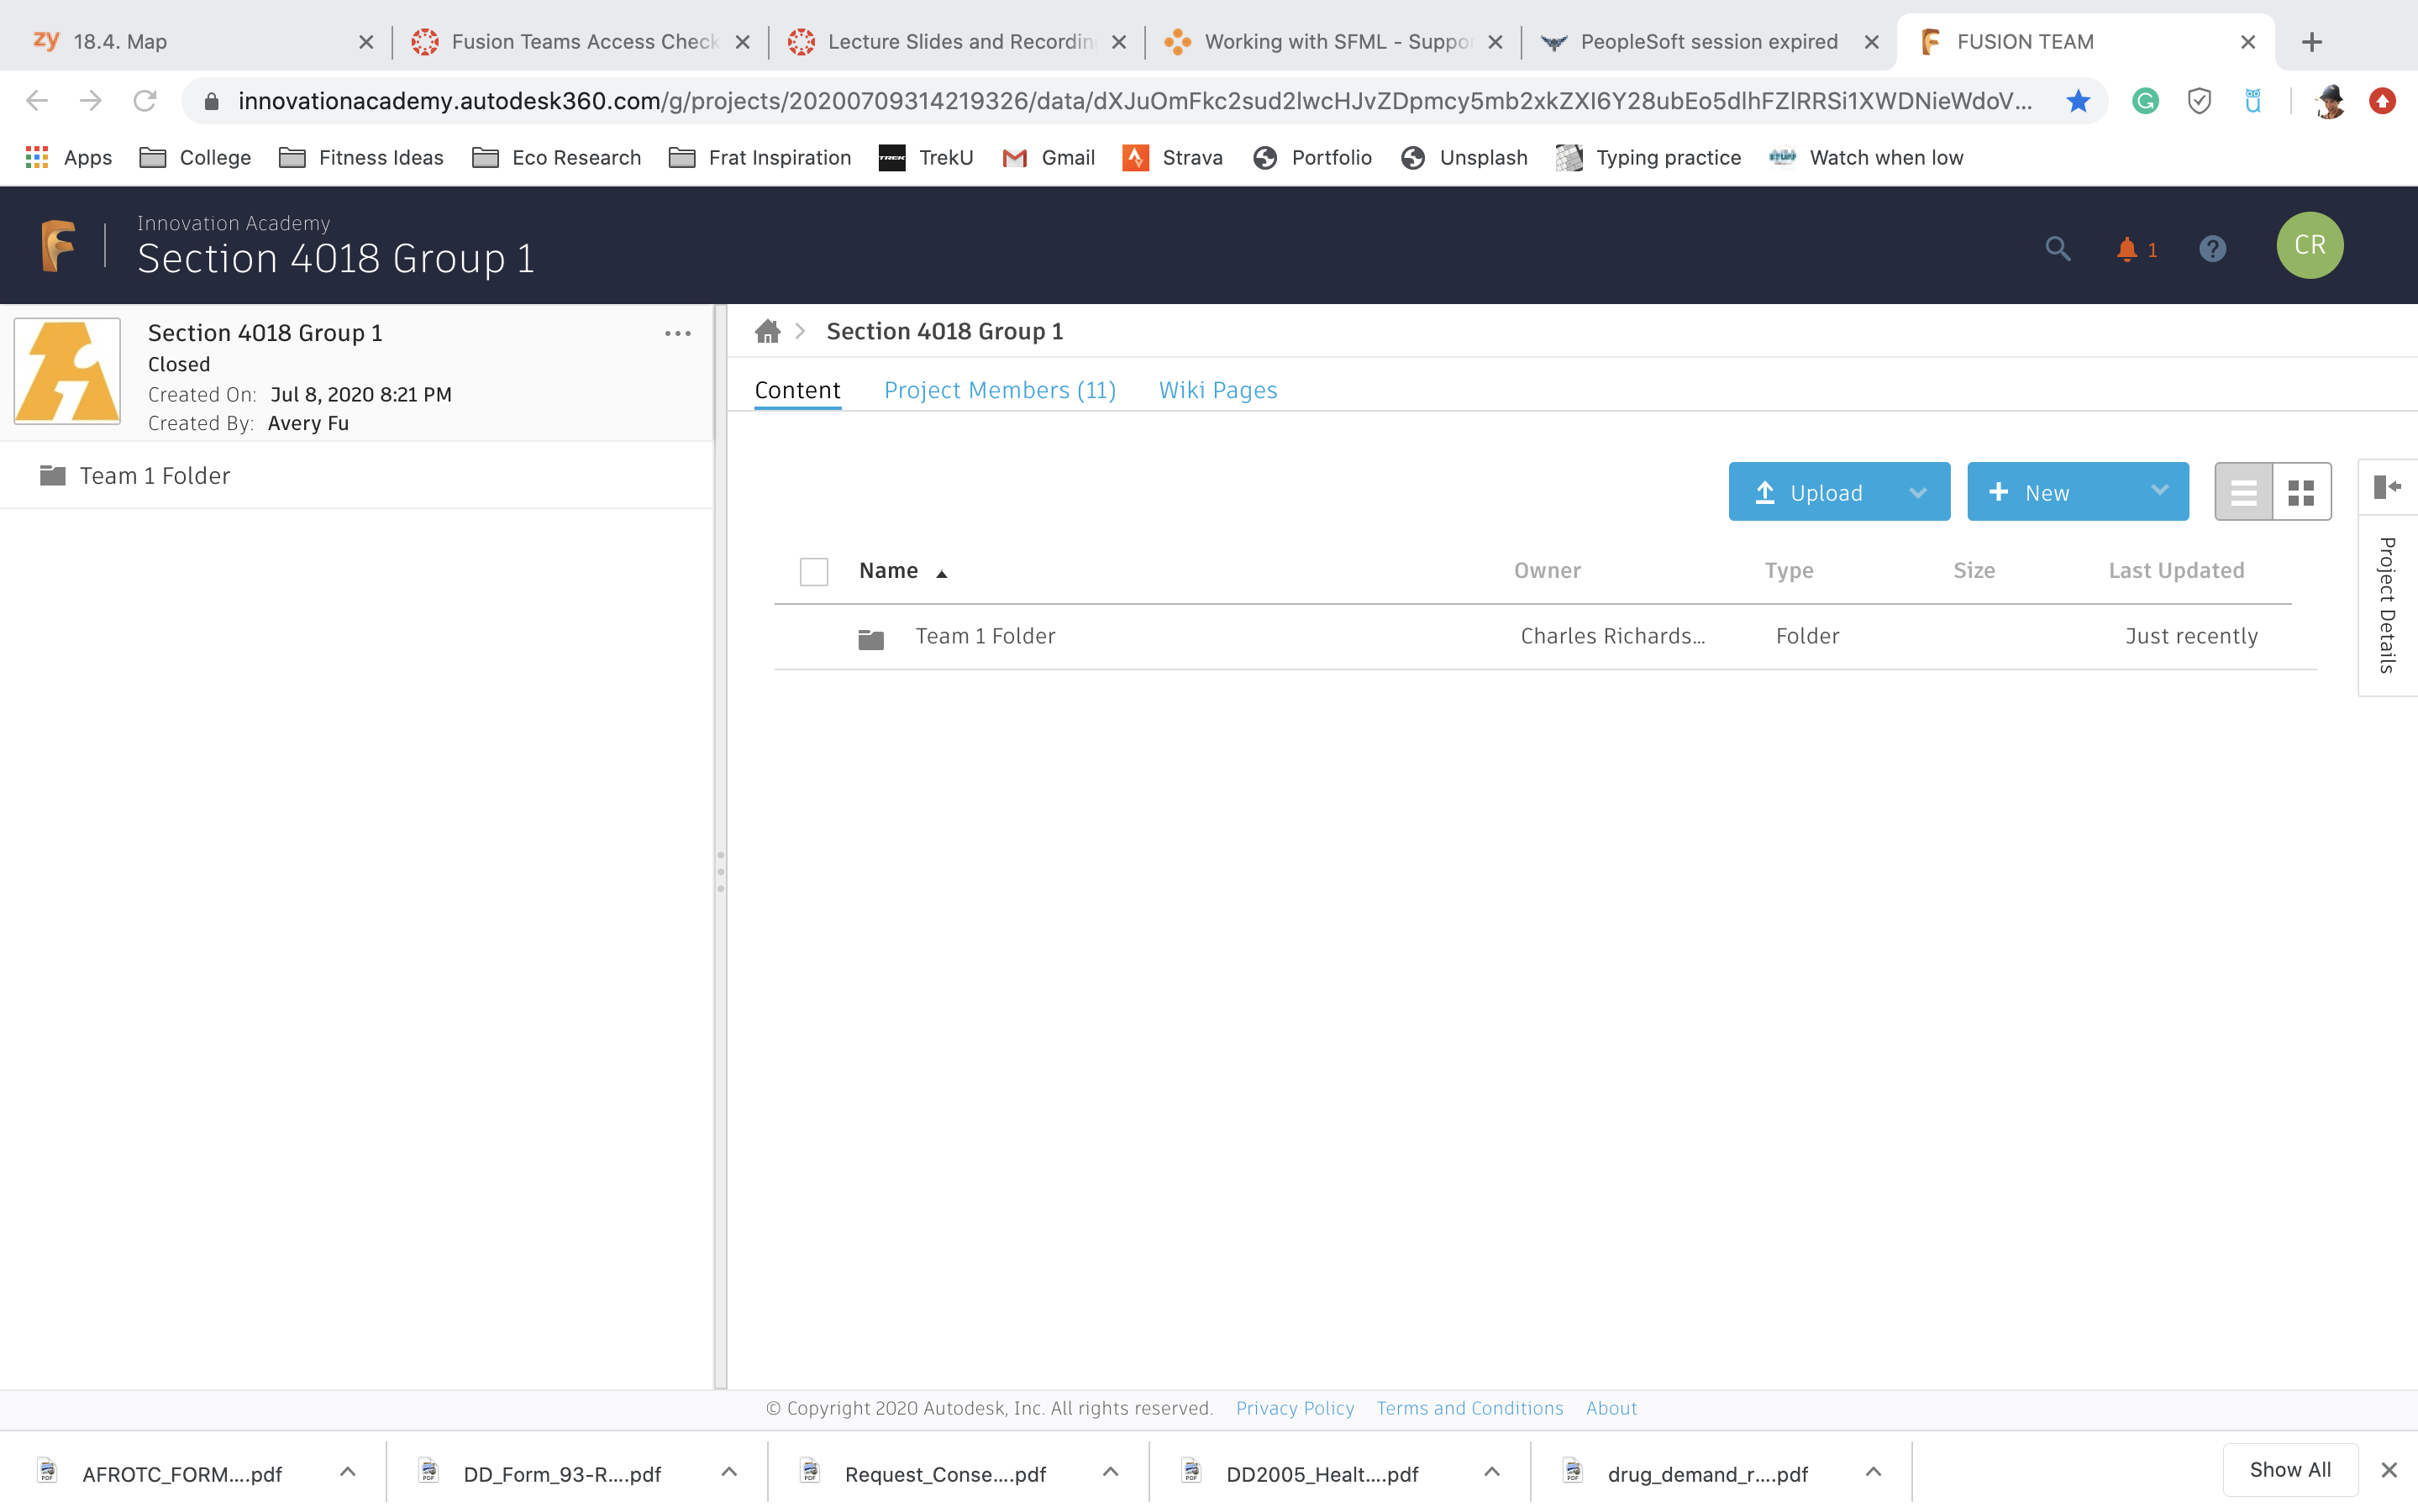 zy 18.4. Map
Fusion Teams Access Check
Lecture Slides and Recording
Working with SFML - Suppor
PeopleSoft session expired
FUSION TEAM
innovationacademy.autodesk360.com/g/projects/20200709314219326/data/dXJuOmFkc2sud2lwcHJvZDpmcy5mb2xkZXI6Y28ubEo5dlhFZlRRSi1XWDNieWdoV...
Apps College Fitness Ideas Eco Research Frat Inspiration TrekU Gmail Strava Portfolio Unsplash Typing practice Watch when low
Innovation Academy
Section 4018 Group 1
1
CR
Section 4018 Group 1
Closed
Created On: Jul 8, 2020 8:21 PM
Created By: Avery Fu
Team 1 Folder
Section 4018 Group 1
Content Project Members (11) Wiki Pages
Upload New
Project Details
Name Owner Type Size Last Updated
Team 1 Folder Charles Richards... Folder Just recently
© Copyright 2020 Autodesk, Inc. All rights reserved. Privacy Policy Terms and Conditions About
AFROTC_FORM....pdf DD_Form_93-R....pdf Request_Conse....pdf DD2005_Healt....pdf drug_demand_r....pdf Show All